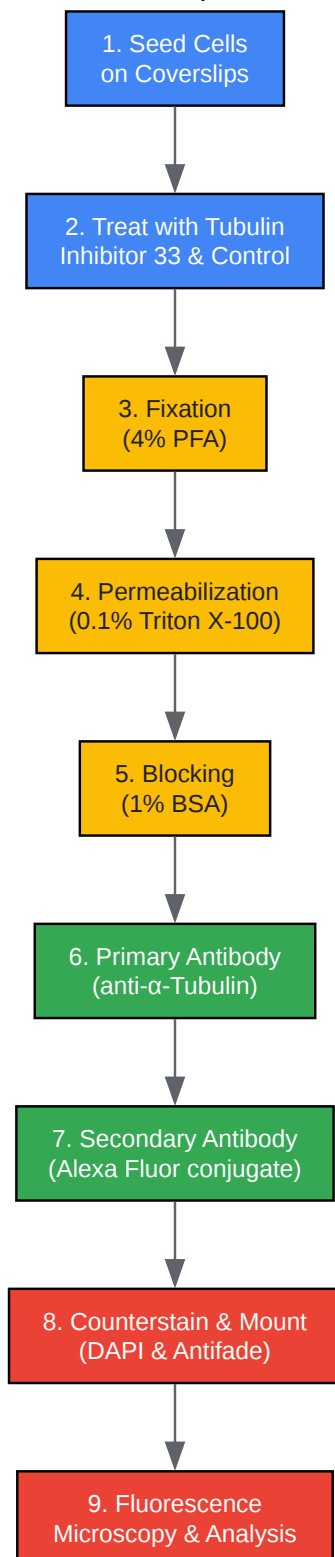 1. Seed Cells
on Coverslips
2. Treat with Tubulin
Inhibitor 33 & Control
3. Fixation
(4% PFA)
4. Permeabilization
(0.1% Triton X-100)
5. Blocking
(1% BSA)
6. Primary Antibody
(anti-α-Tubulin)
7. Secondary Antibody
(Alexa Fluor conjugate)
8. Counterstain & Mount
(DAPI & Antifade)
9. Fluorescence
Microscopy & Analysis